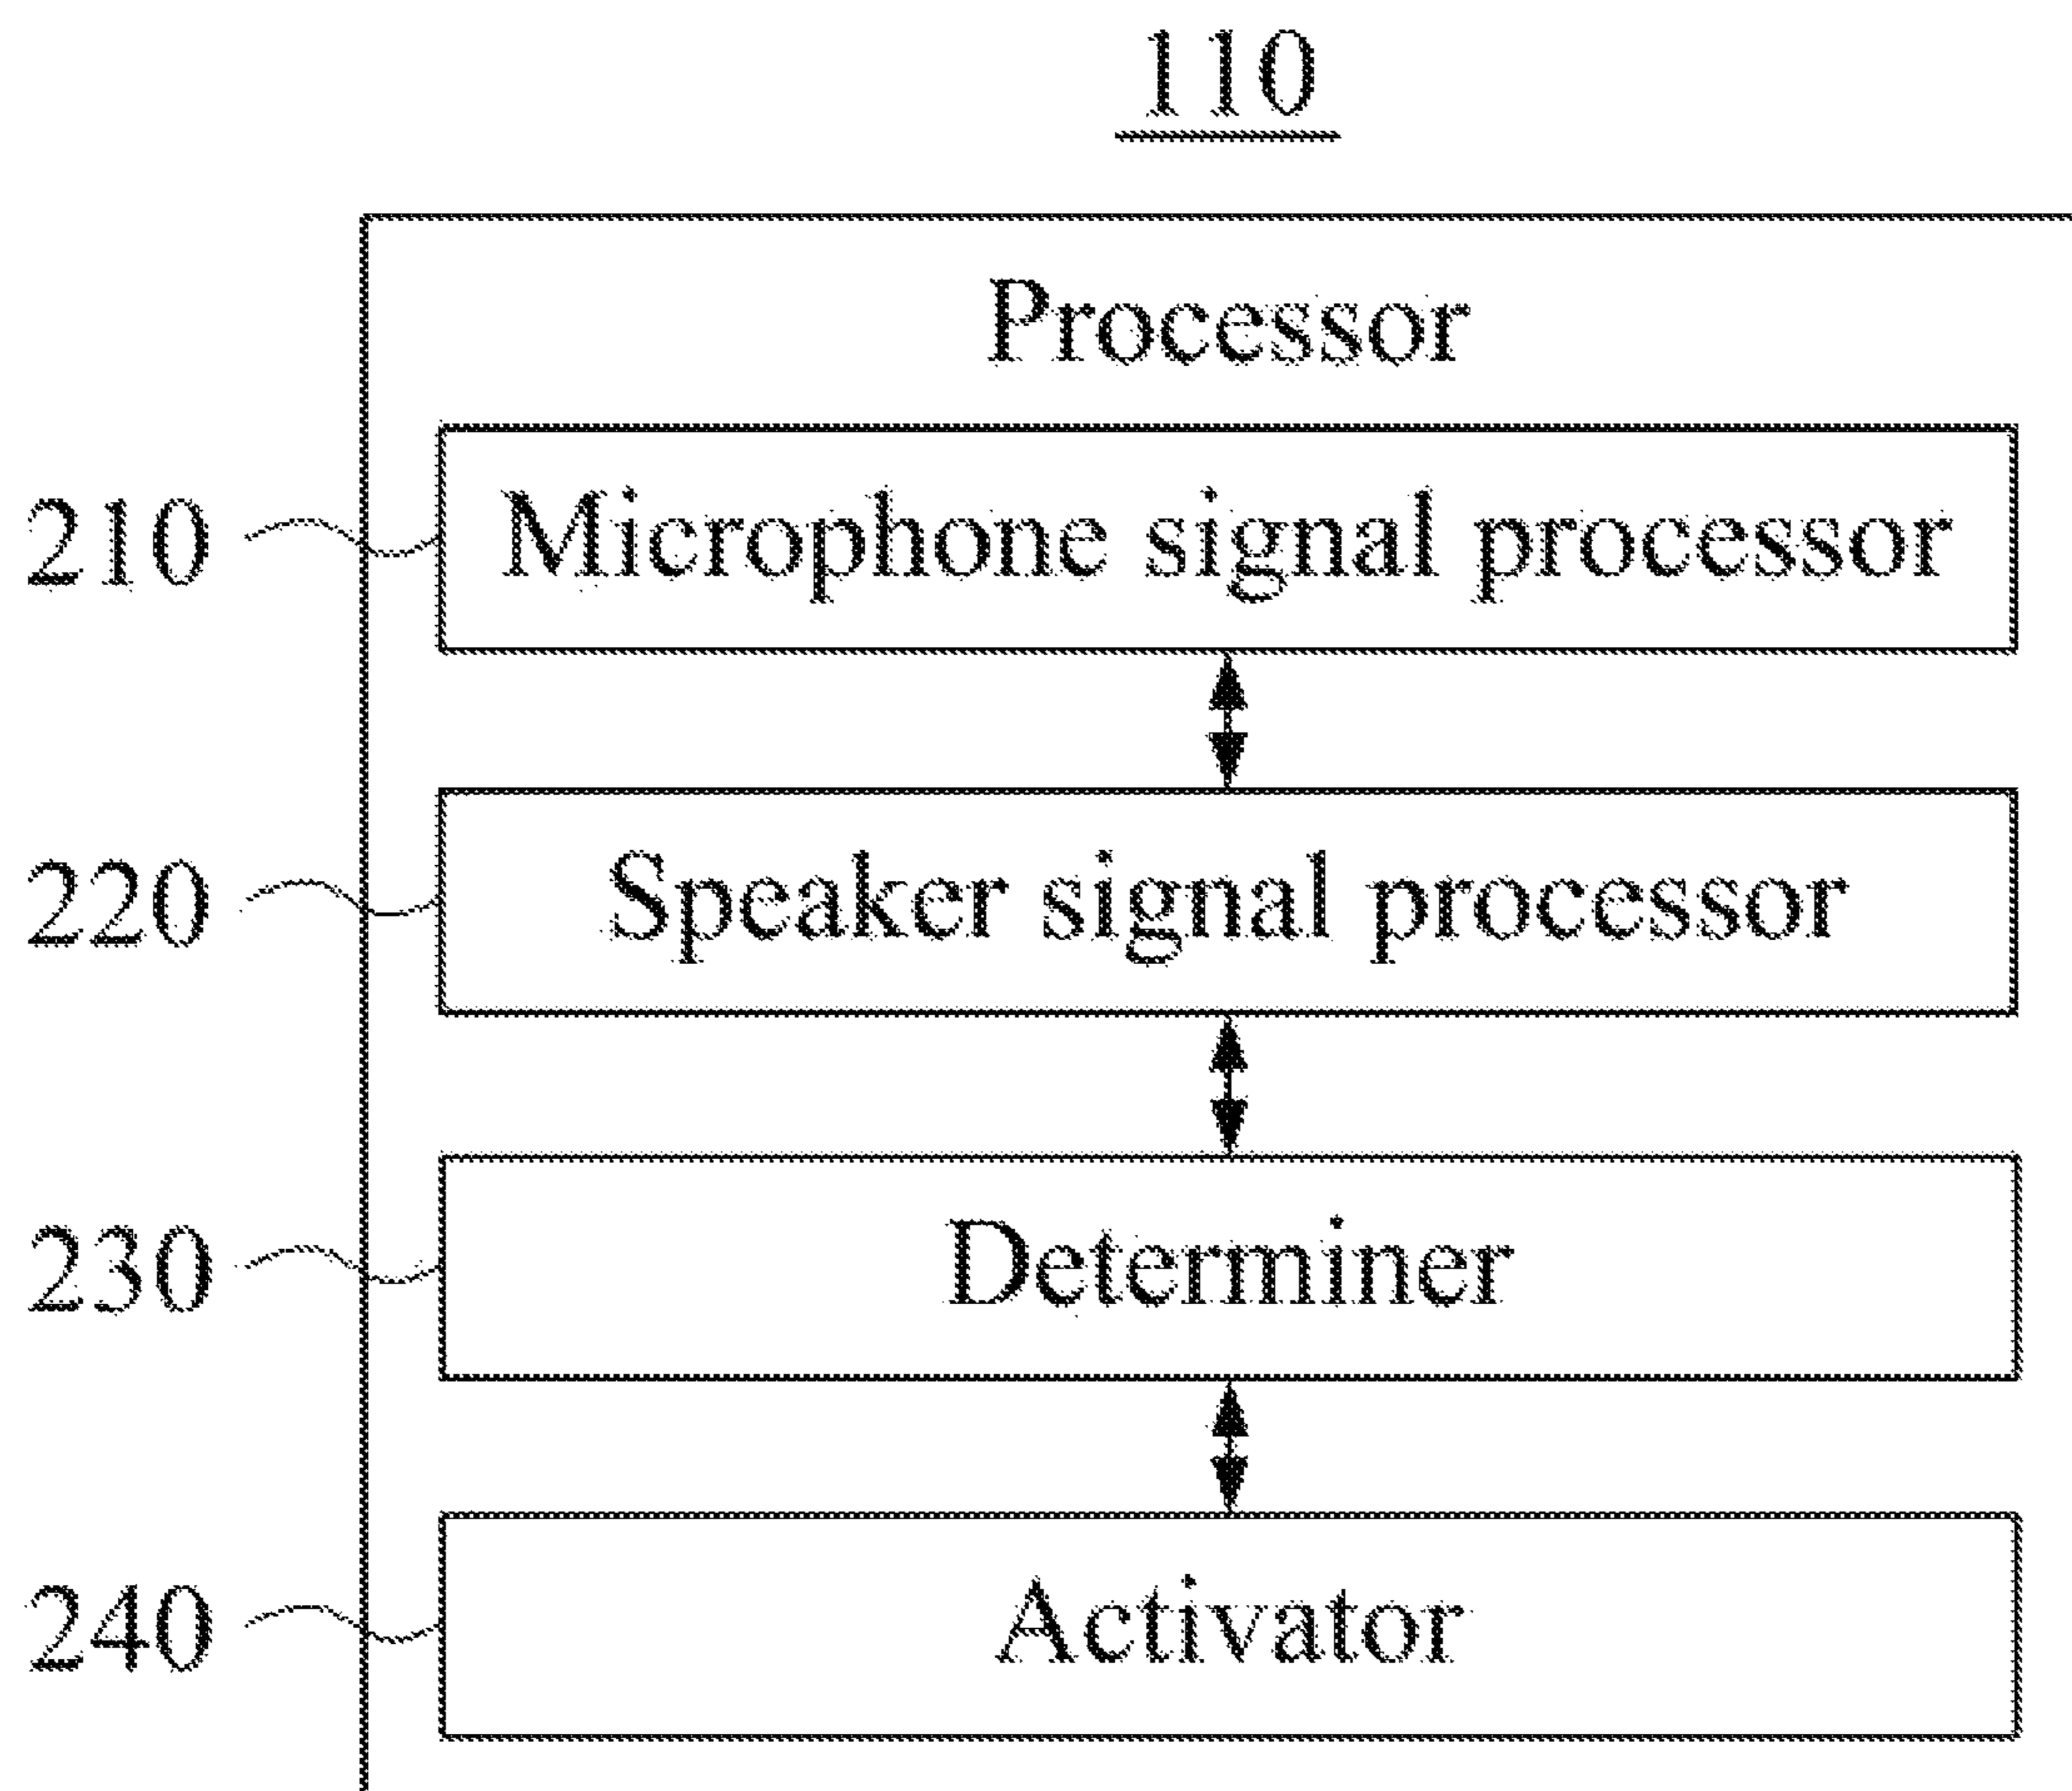 110
Processor
210 Microphone signal processor
220 Speaker signal processor
230 Determiner
240 Activator